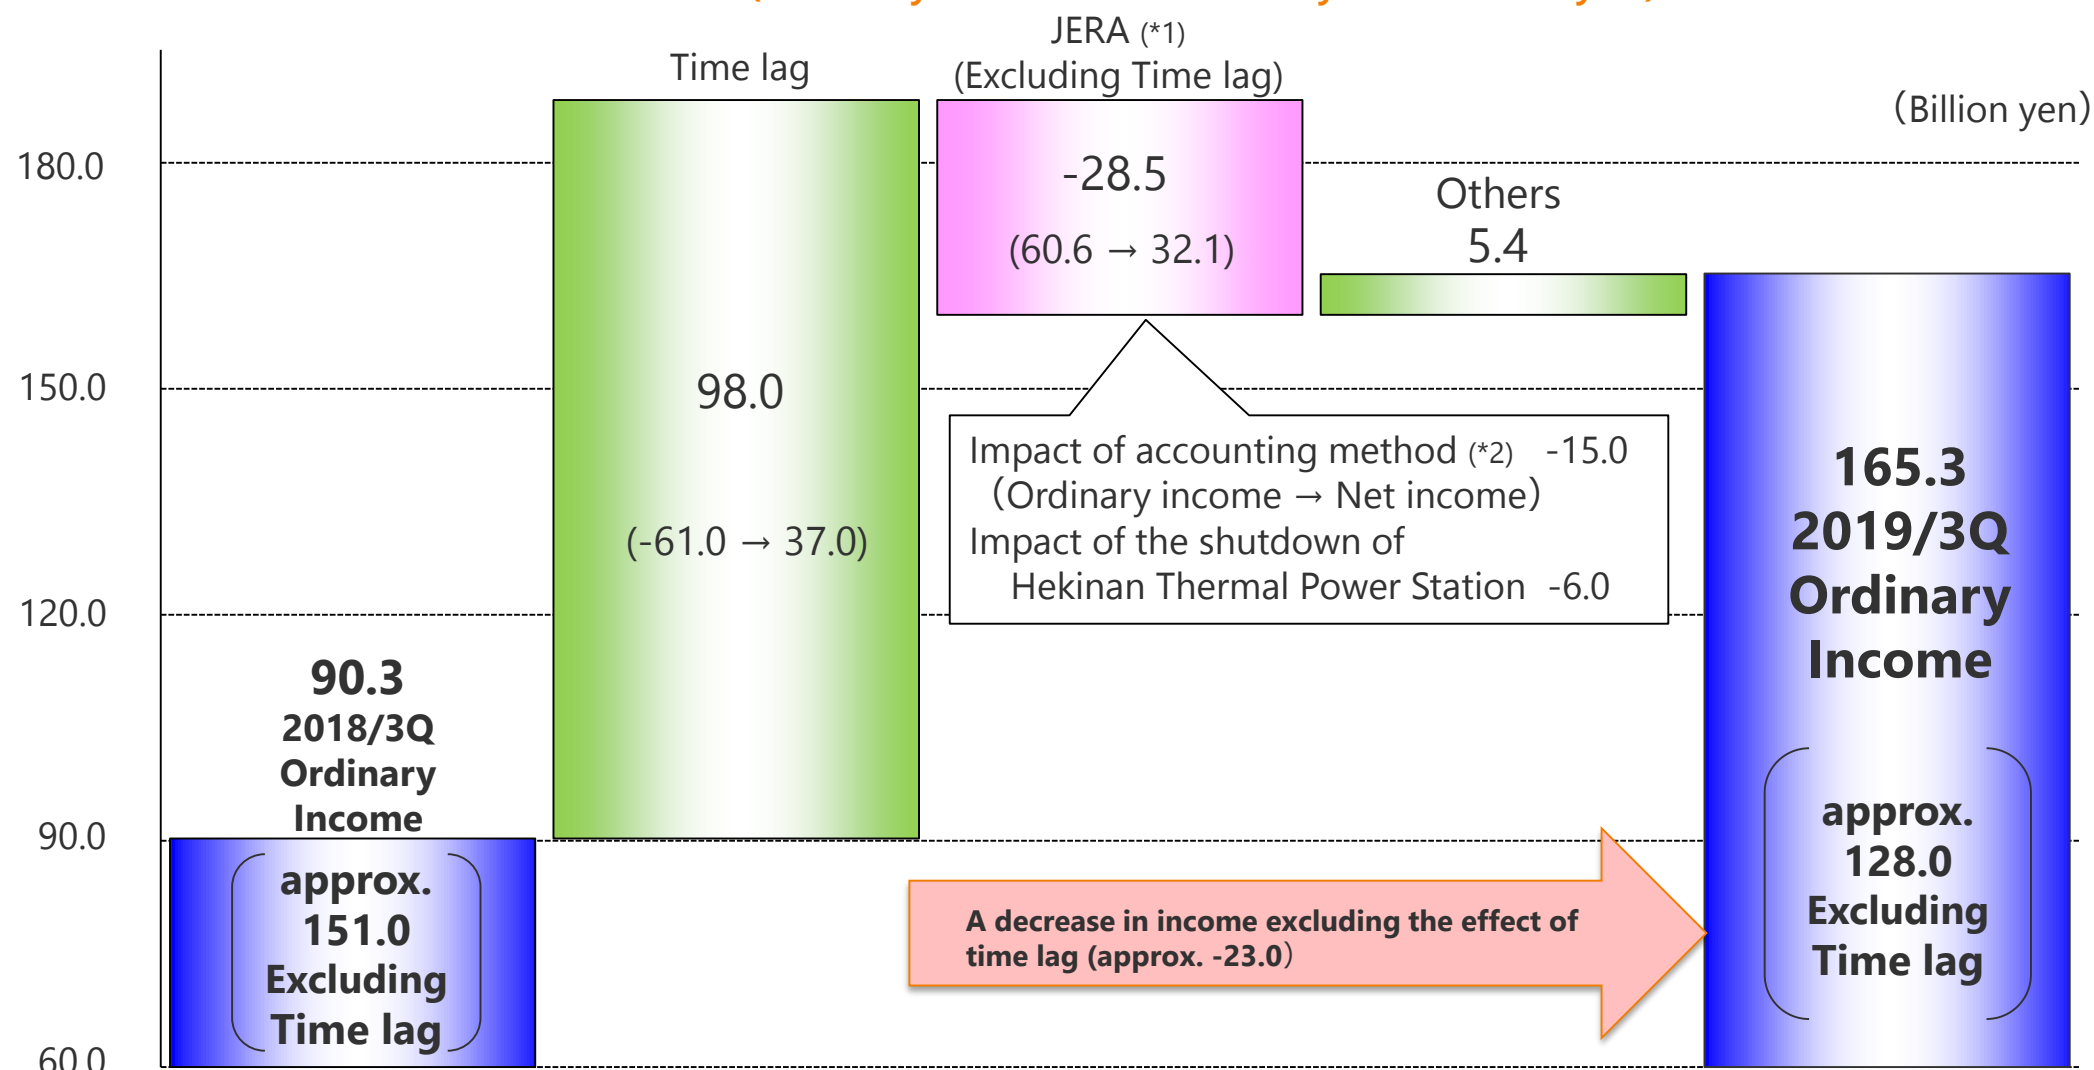 JERA (*1)
(Excluding Time lag)
Time lag
（Billion yen）
180.0
150.0
120.0
90.0
60.0
-28.5
(60.6 → 32.1)
Others
5.4
98.0
(-61.0 → 37.0)
Impact of accounting method (*2) -15.0
（Ordinary income → Net income）
Impact of the shutdown of
Hekinan Thermal Power Station -6.0
165.3
2019/3Q
Ordinary
Income
90.3
2018/3Q
Ordinary
Income
approx.
151.0
Excluding
Time lag
A decrease in income excluding the effect of
time lag (approx. -23.0）
approx.
128.0
Excluding
Time lag